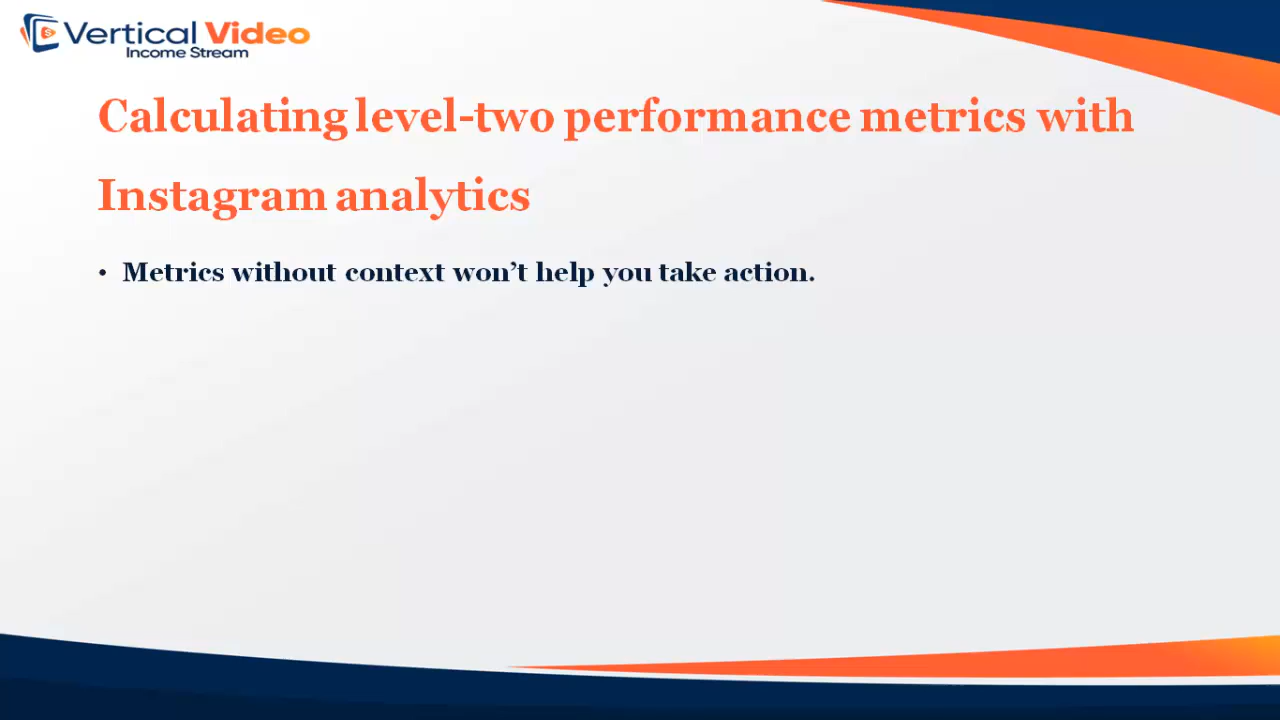 Vertical Video
Income Stream
Calculating level-two performance metrics with
Instagram analytics
• Metrics without context won’t help you take action.